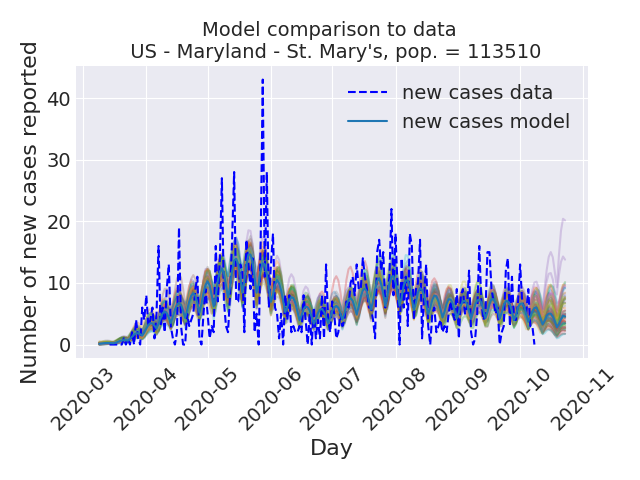 Model comparison to data
US - Maryland - St. Mary's, pop. = 113510
Number of new cases reported
40
30
20
10
0
new cases data
new cases model
2020-03
2020-04
2020-05
2020-06
2020-07
2020-08
2020-09
2020-10
2020-11
Day